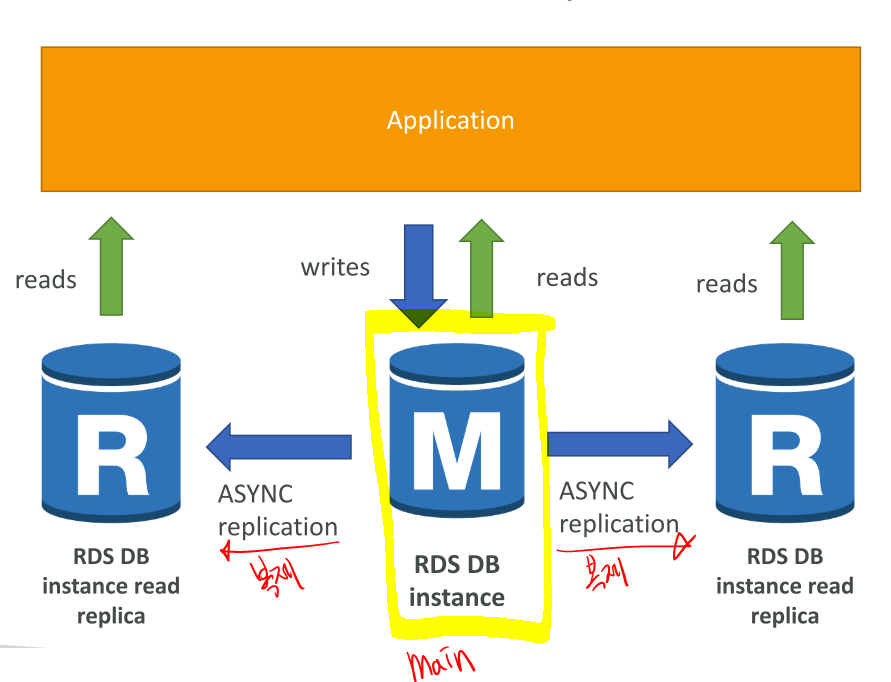 Application
reads
writes
reads
reads
R
M
R
ASYNC
replication
ASYNC
replication
복제
복제
RDS DB
instance read
replica
RDS DB
instance
RDS DB
instance read
replica
main